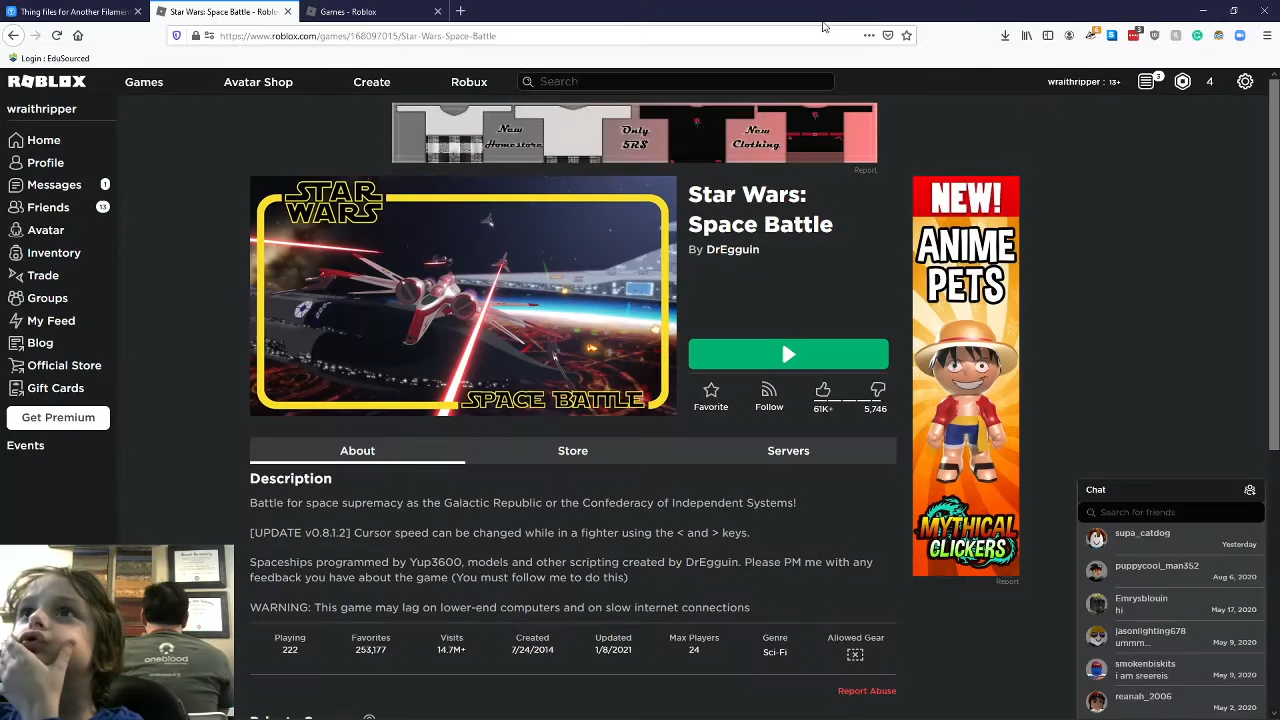 Thing files for Another Filamen
Star Wars: Space Battle - Roblox
Games - Roblox
https://www.roblox.com/games/168097015/Star-Wars-Space-Battle
6
3
Login : EduSourced
ROBLOX
Games
Avatar Shop
Create
Robux
Search
wraithripper : 13+
3
4
wraithripper
Home
Profile
Messages
1
Friends
13
Avatar
Inventory
Trade
Groups
My Feed
Blog
Official Store
Gift Cards
Get Premium
Events
New Homestore
Only 5R$
New Clothing
Report
STAR WARS
SPACE BATTLE
Star Wars:
Space Battle
By DrEgguin
Favorite
Follow
61K+
5,746
NEW!
ANIME
PETS
MYTHICAL
CLICKERS
Report
About
Store
Servers
Description
Battle for space supremacy as the Galactic Republic or the Confederacy of Independent Systems!
[UPDATE v0.8.1.2] Cursor speed can be changed while in a fighter using the < and > keys.
Spaceships programmed by Yup3600, models and other scripting created by DrEgguin. Please PM me with any
feedback you have about the game (You must follow me to do this)
WARNING: This game may lag on lower-end computers and on slow internet connections
Playing
Favorites
Visits
Created
Updated
Max Players
Genre
Allowed Gear
222
253,177
14.7M+
7/24/2014
1/8/2021
24
Sci-Fi
Report Abuse
Chat
Search for friends
supa_catdog
Yesterday
puppycool_man352
Aug 6, 2020
Emrysblouin
hi
May 17, 2020
jasonlighting678
ummm...
May 9, 2020
smokenbiskits
i am sreereis
May 9, 2020
reanah_2006
May 2, 2020
oneblood